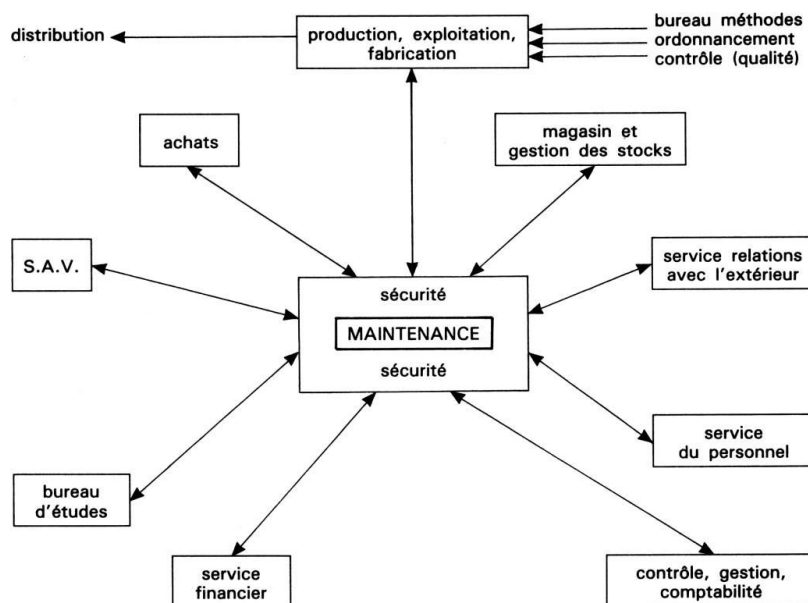 distribution
production, exploitation,
fabrication
bureau méthodes
ordonnancement
contrôle (qualité)
achats
magasin et
gestion des stocks
S.A.V.
service relations
avec l'extérieur
sécurité
MAINTENANCE
sécurité
service
du personnel
bureau
d'études
service
financier
contrôle, gestion,
comptabilité